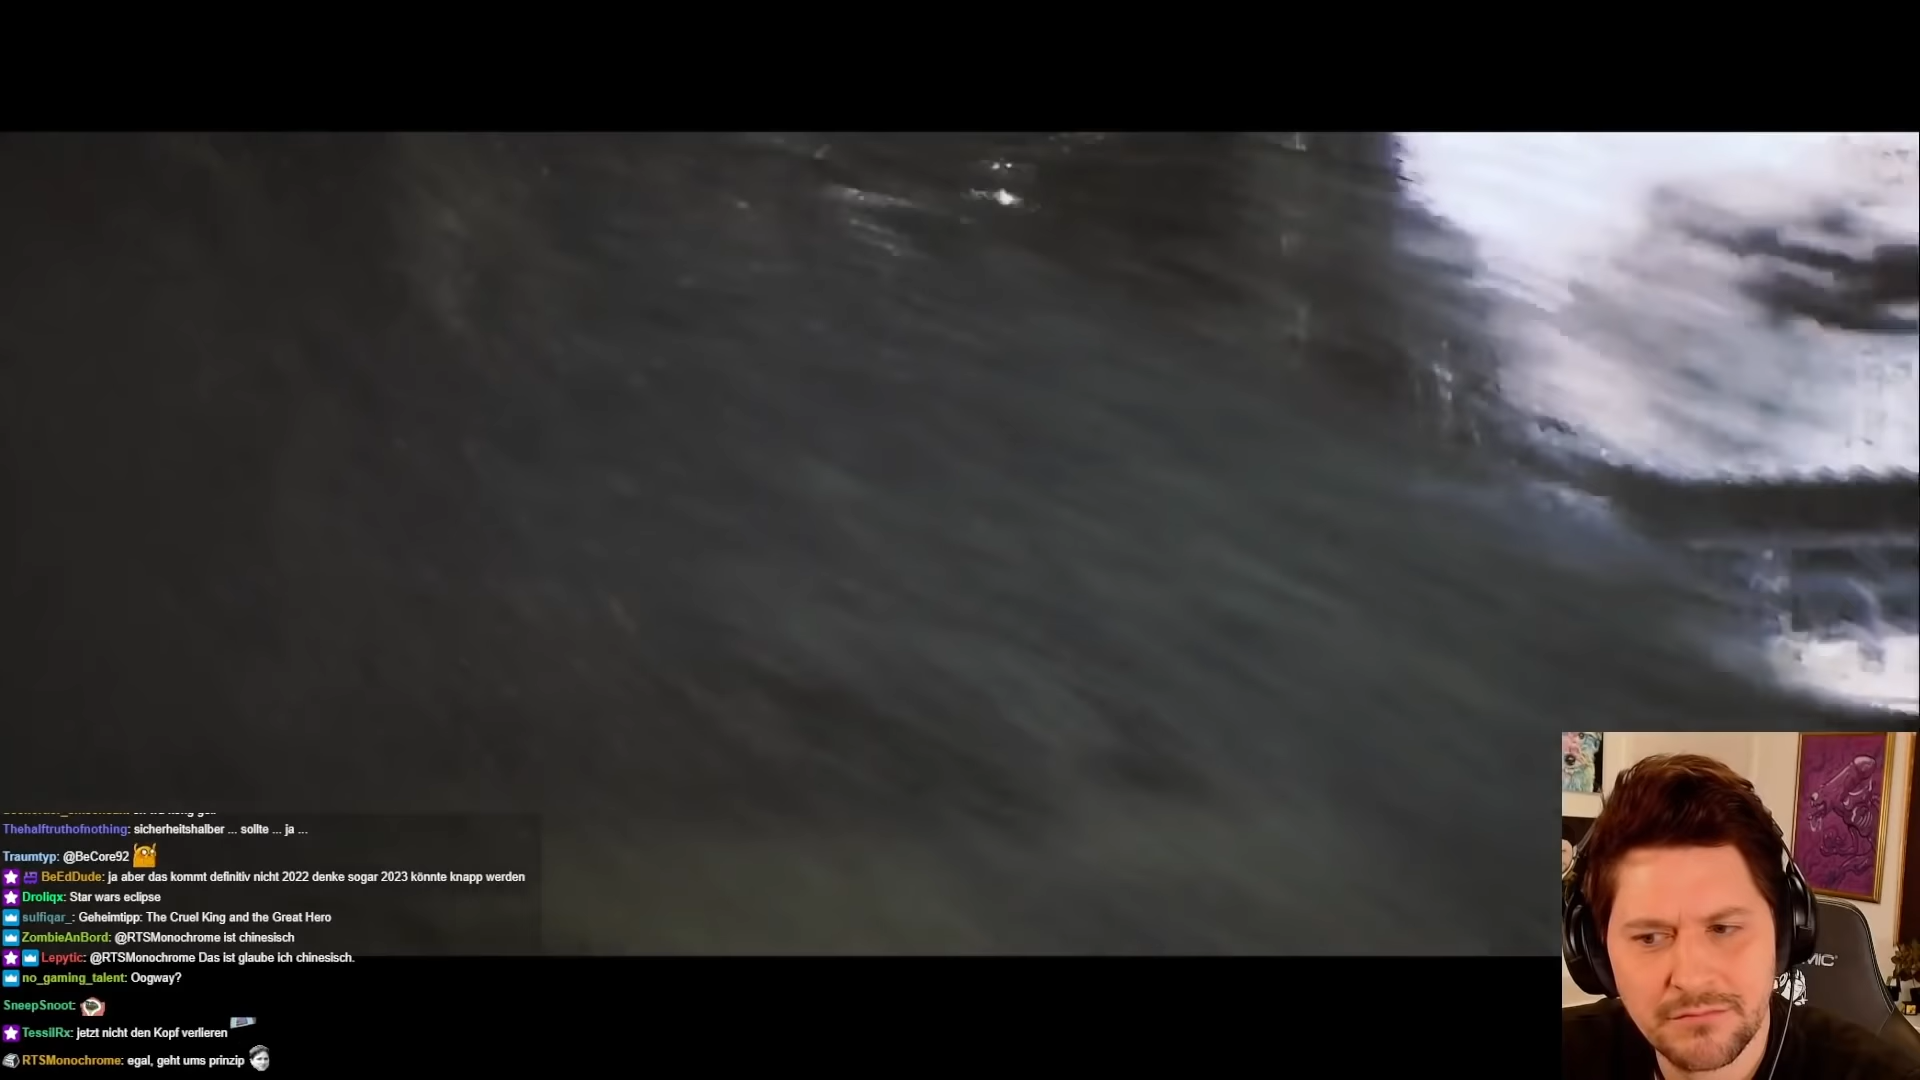 Thehalftruthofnothing: sicherheitshalber ... sollte ... ja ...
Traumtyp: @BeCore92
BeEdDude: ja aber das kommt definitiv nicht 2022 denke sogar 2023 könnte knapp werden
Droliqx: Star wars eclipse
sulfiqar_: Geheimtipp: The Cruel King and the Great Hero
ZombieAnBord: @RTSMonochrome ist chinesisch
Lepytic: @RTSMonochrome Das ist glaube ich chinesisch.
no_gaming_talent: Oogway?
SneepSnoot:
TessilRx: jetzt nicht den Kopf verlieren
RTSMonochrome: egal, geht ums prinzip